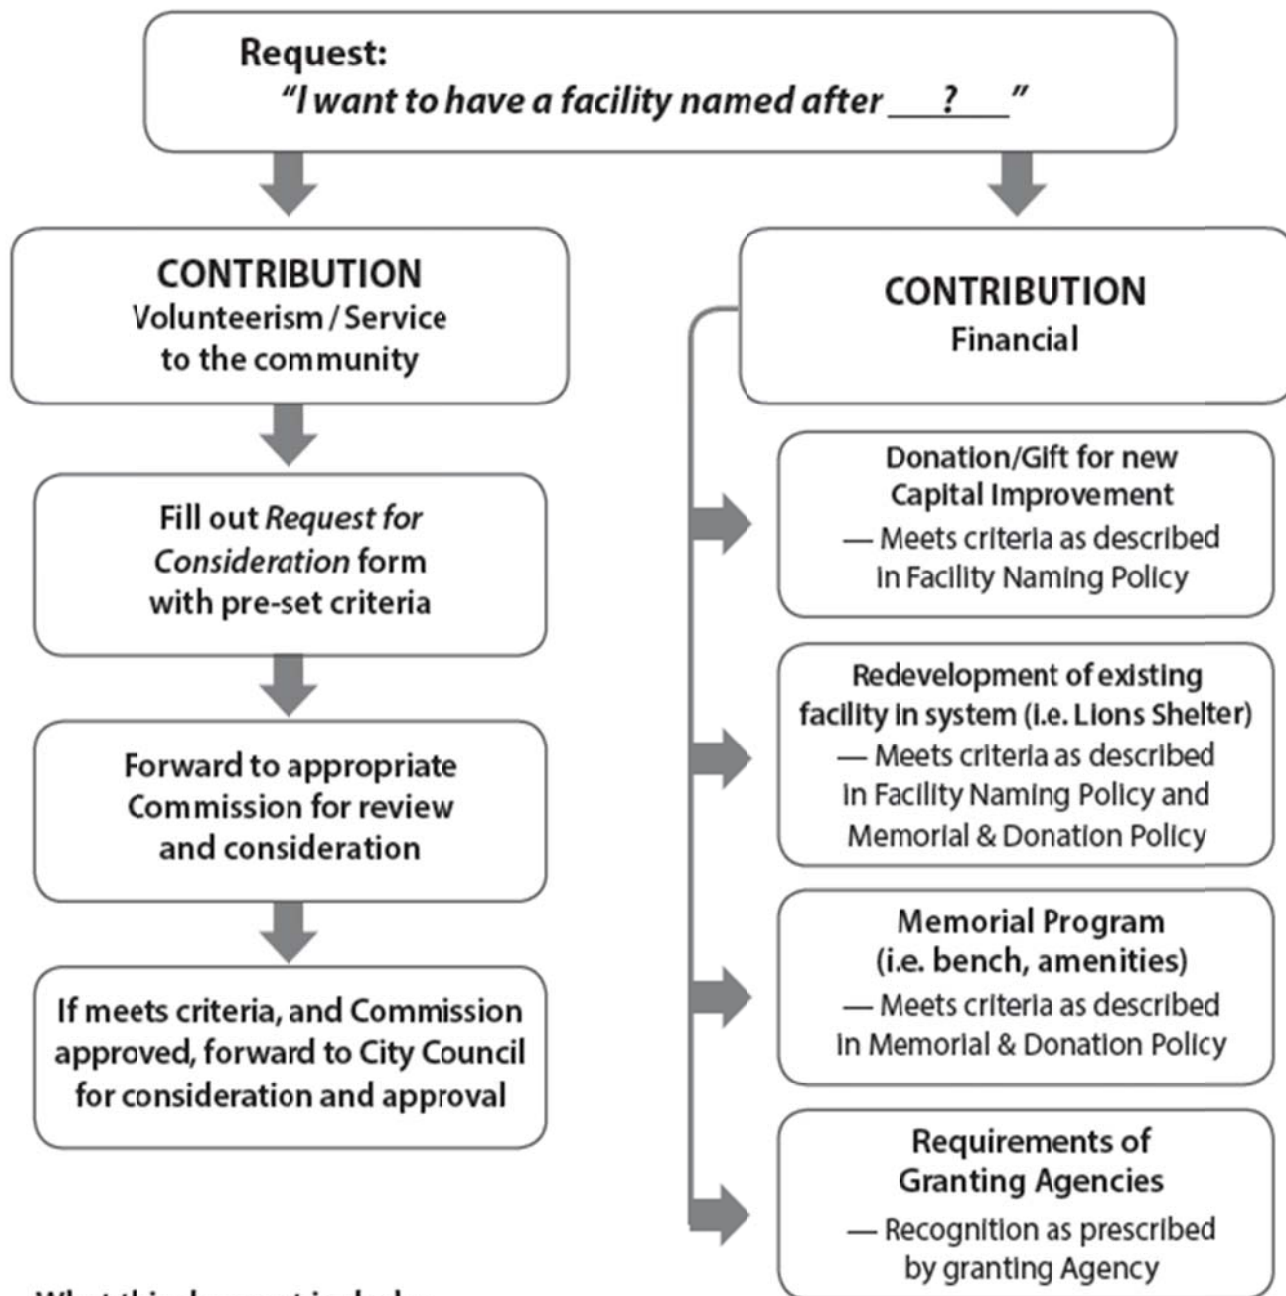 Request:
“I want to have a facility named after ___?___”
CONTRIBUTION
Volunteerism / Service
to the community
Fill out Request for
Consideration form
with pre-set criteria
Forward to appropriate
Commission for review
and consideration
If meets criteria, and Commission
approved, forward to City Council
for consideration and approval
CONTRIBUTION
Financial
Donation/Gift for new
Capital Improvement
— Meets criteria as described
in Facility Naming Policy
Redevelopment of existing
facility in system (i.e. Lions Shelter)
— Meets criteria as described
in Facility Naming Policy and
Memorial & Donation Policy
Memorial Program
(i.e. bench, amenities)
— Meets criteria as described
in Memorial & Donation Policy
Requirements of
Granting Agencies
— Recognition as prescribed
by granting Agency